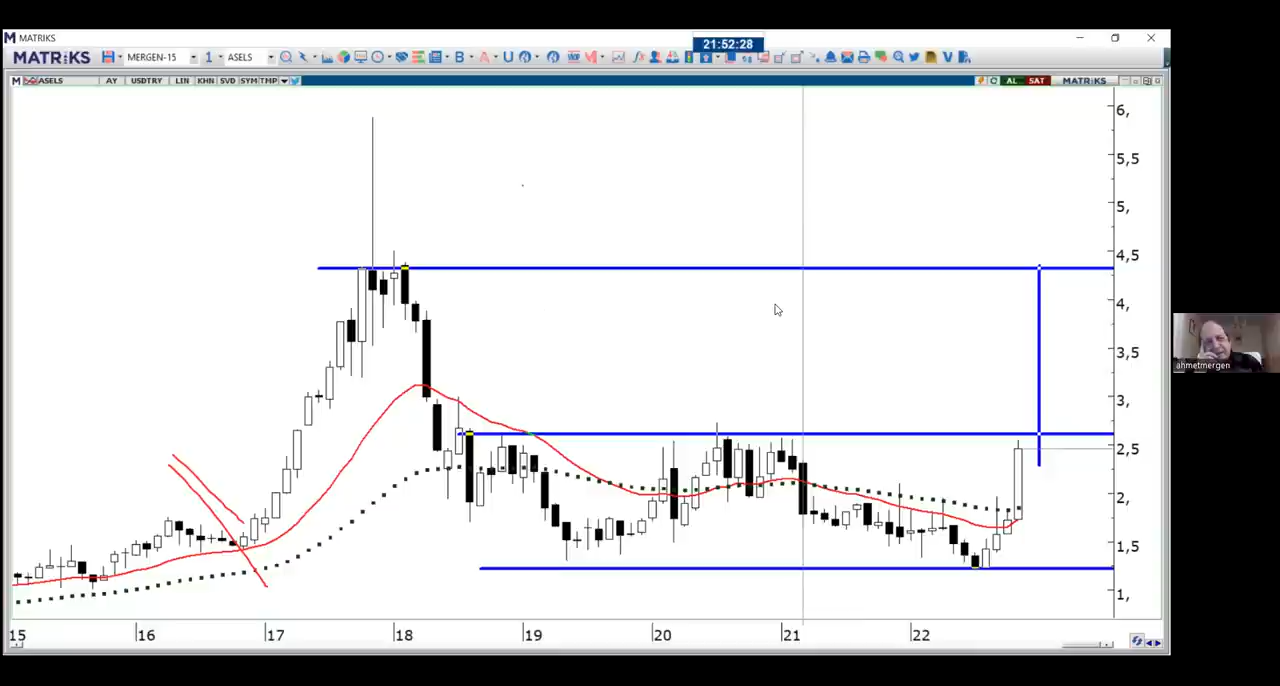 MATRIKS
MATRIKS MERGEN-15 1 ASELS 21:52:28
ASELS AY USDTRY LIN KHN SVD SYM TMP AL SAT MATRIKS
6,
5,5
5,
4,5
4,
3,5
3,
2,5
2,
1,5
1,
15 16 17 18 19 20 21 22
ahmetmergen